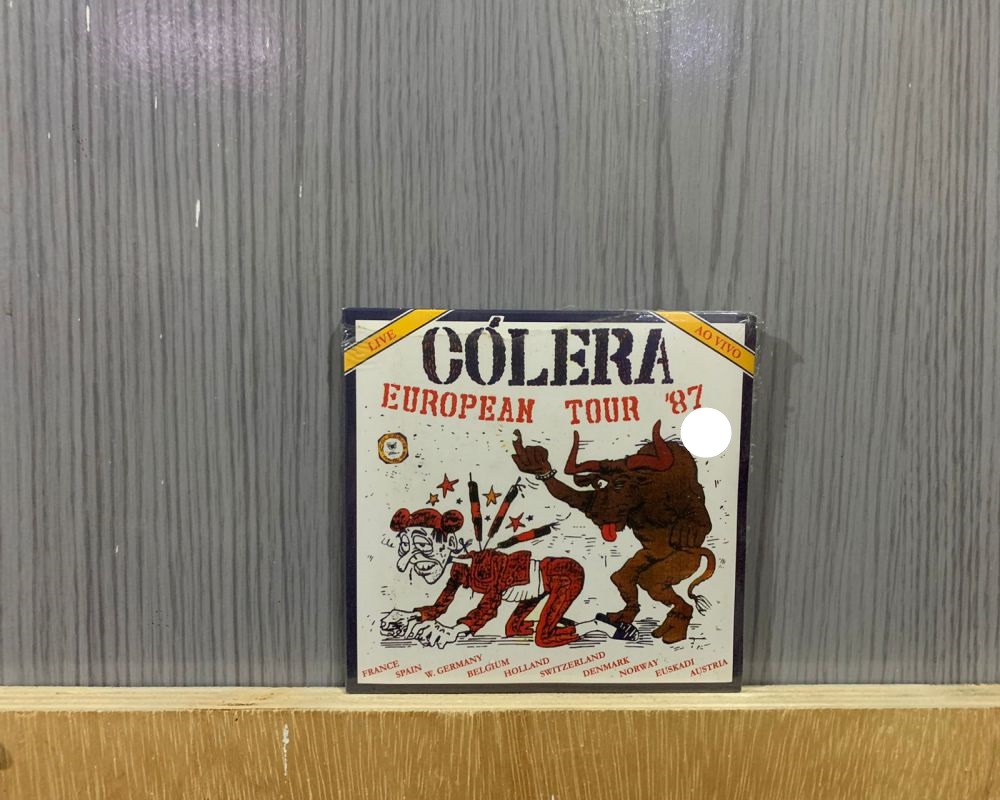 LIVE
AO VIVO
CÓLERA
EUROPEAN TOUR '87
FRANCE SPAIN W. GERMANY BELGIUM HOLLAND SWITZERLAND DENMARK NORWAY EUSKADI AUSTRIA